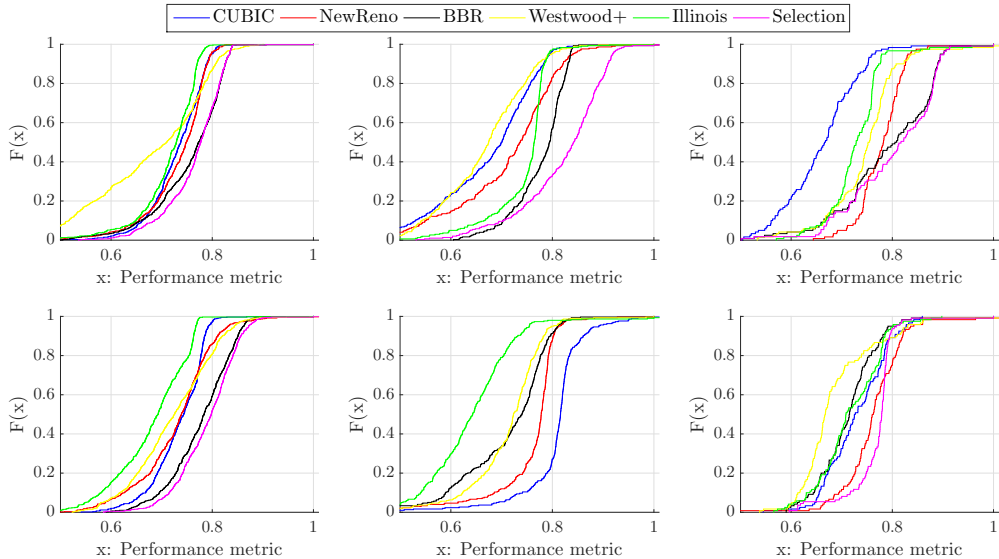 CUBIC NewReno BBR Westwood+ Illinois Selection
1 1 1
0.8 0.8 0.8
0.6 0.6 0.6
0.4 0.4 0.4
0.2 0.2 0.2
0 0 0
F(x) F(x) F(x)
0.6 0.8 1 0.6 0.8 1 0.6 0.8 1
x: Performance metric x: Performance metric x: Performance metric
1 1 1
0.8 0.8 0.8
0.6 0.6 0.6
0.4 0.4 0.4
0.2 0.2 0.2
0 0 0
F(x) F(x) F(x)
0.6 0.8 1 0.6 0.8 1 0.6 0.8 1
x: Performance metric x: Performance metric x: Performance metric